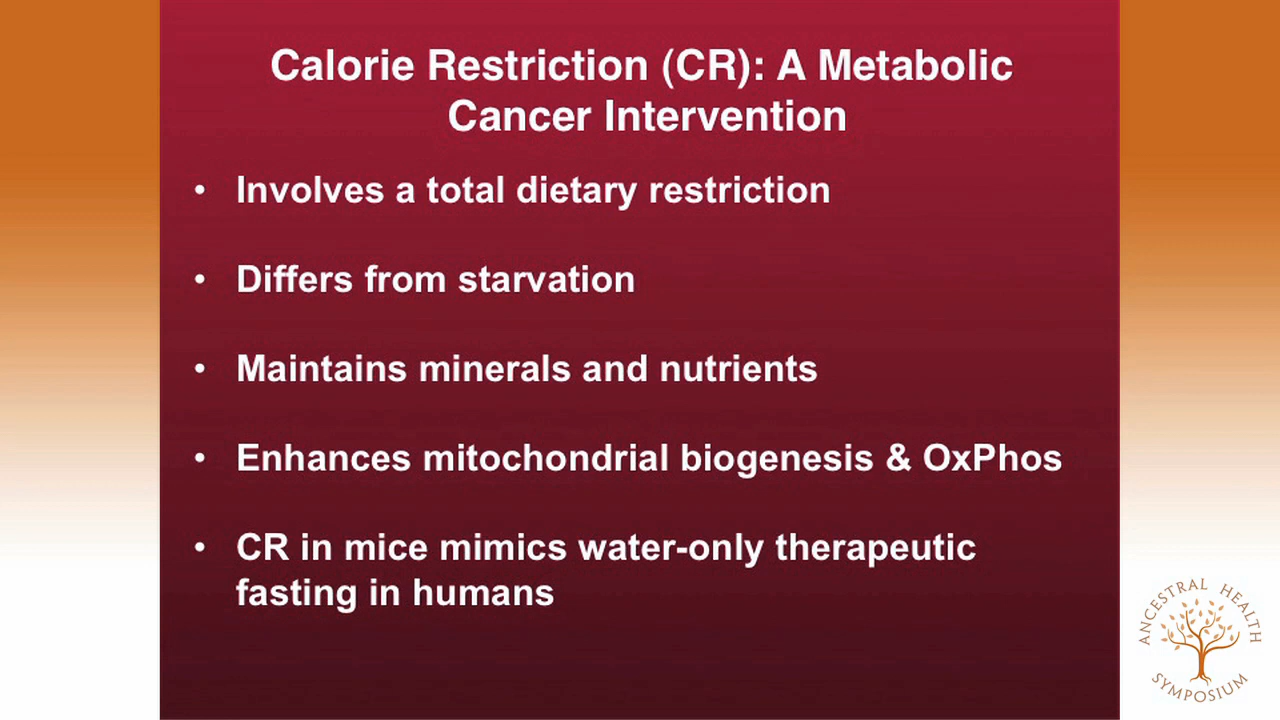 Calorie Restriction (CR): A Metabolic
Cancer Intervention
• Involves a total dietary restriction
• Differs from starvation
• Maintains minerals and nutrients
• Enhances mitochondrial biogenesis & OxPhos
• CR in mice mimics water-only therapeutic
fasting in humans
ANCESTRAL HEALTH
SYMPOSIUM